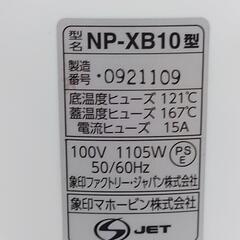 型名 NP-XB10型
製造番号・0921109
底温度ヒューズ 121℃
蓋温度ヒューズ 167℃
電流ヒューズ 15A
100V 1105W PSE
50/60Hz
象印ファクトリー・ジャパン株式会社
象印マホービン株式会社
S JET